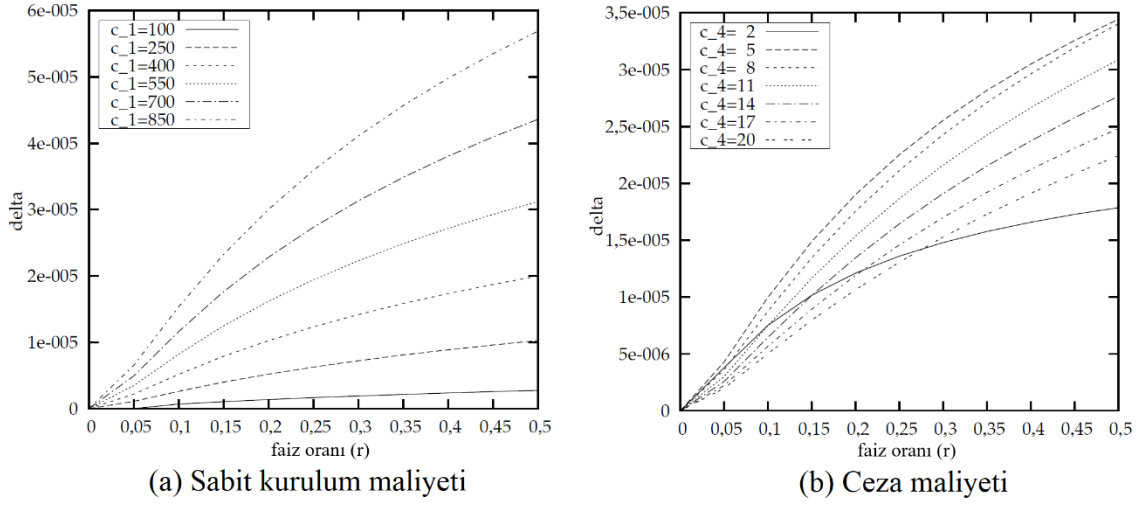 6e-005
5e-005
4e-005
3e-005
2e-005
1e-005
0
delta
c_1=100
c_1=250
c_1=400
c_1=550
c_1=700
c_1=850
0 0,05 0,1 0,15 0,2 0,25 0,3 0,35 0,4 0,45 0,5
faiz oranı (r)
(a) Sabit kurulum maliyeti
3,5e-005
3e-005
2,5e-005
2e-005
1,5e-005
1e-005
5e-006
0
delta
c_4= 2
c_4= 5
c_4= 8
c_4=11
c_4=14
c_4=17
c_4=20
0 0,05 0,1 0,15 0,2 0,25 0,3 0,35 0,4 0,45 0,5
faiz oranı (r)
(b) Ceza maliyeti